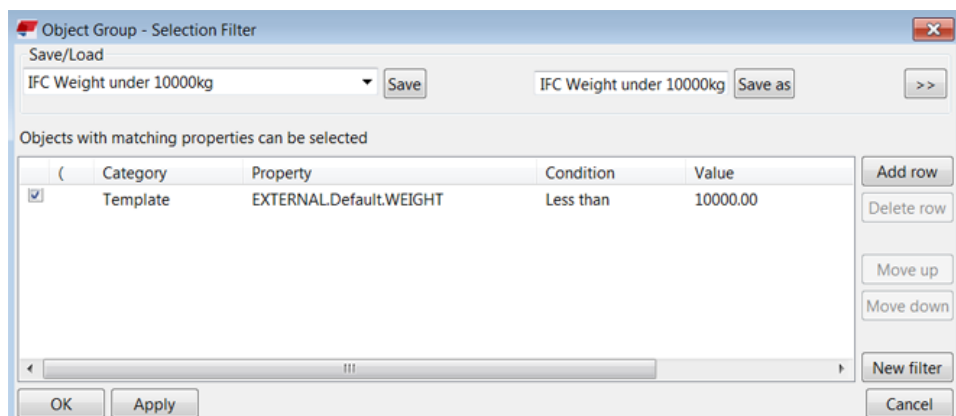 Object Group - Selection Filter
Save/Load
IFC Weight under 10000kg Save IFC Weight under 10000kg Save as >>
Objects with matching properties can be selected
( Category Property Condition Value Add row
Template EXTERNAL.Default.WEIGHT Less than 10000.00
Delete row
Move up
Move down
New filter
OK Apply Cancel